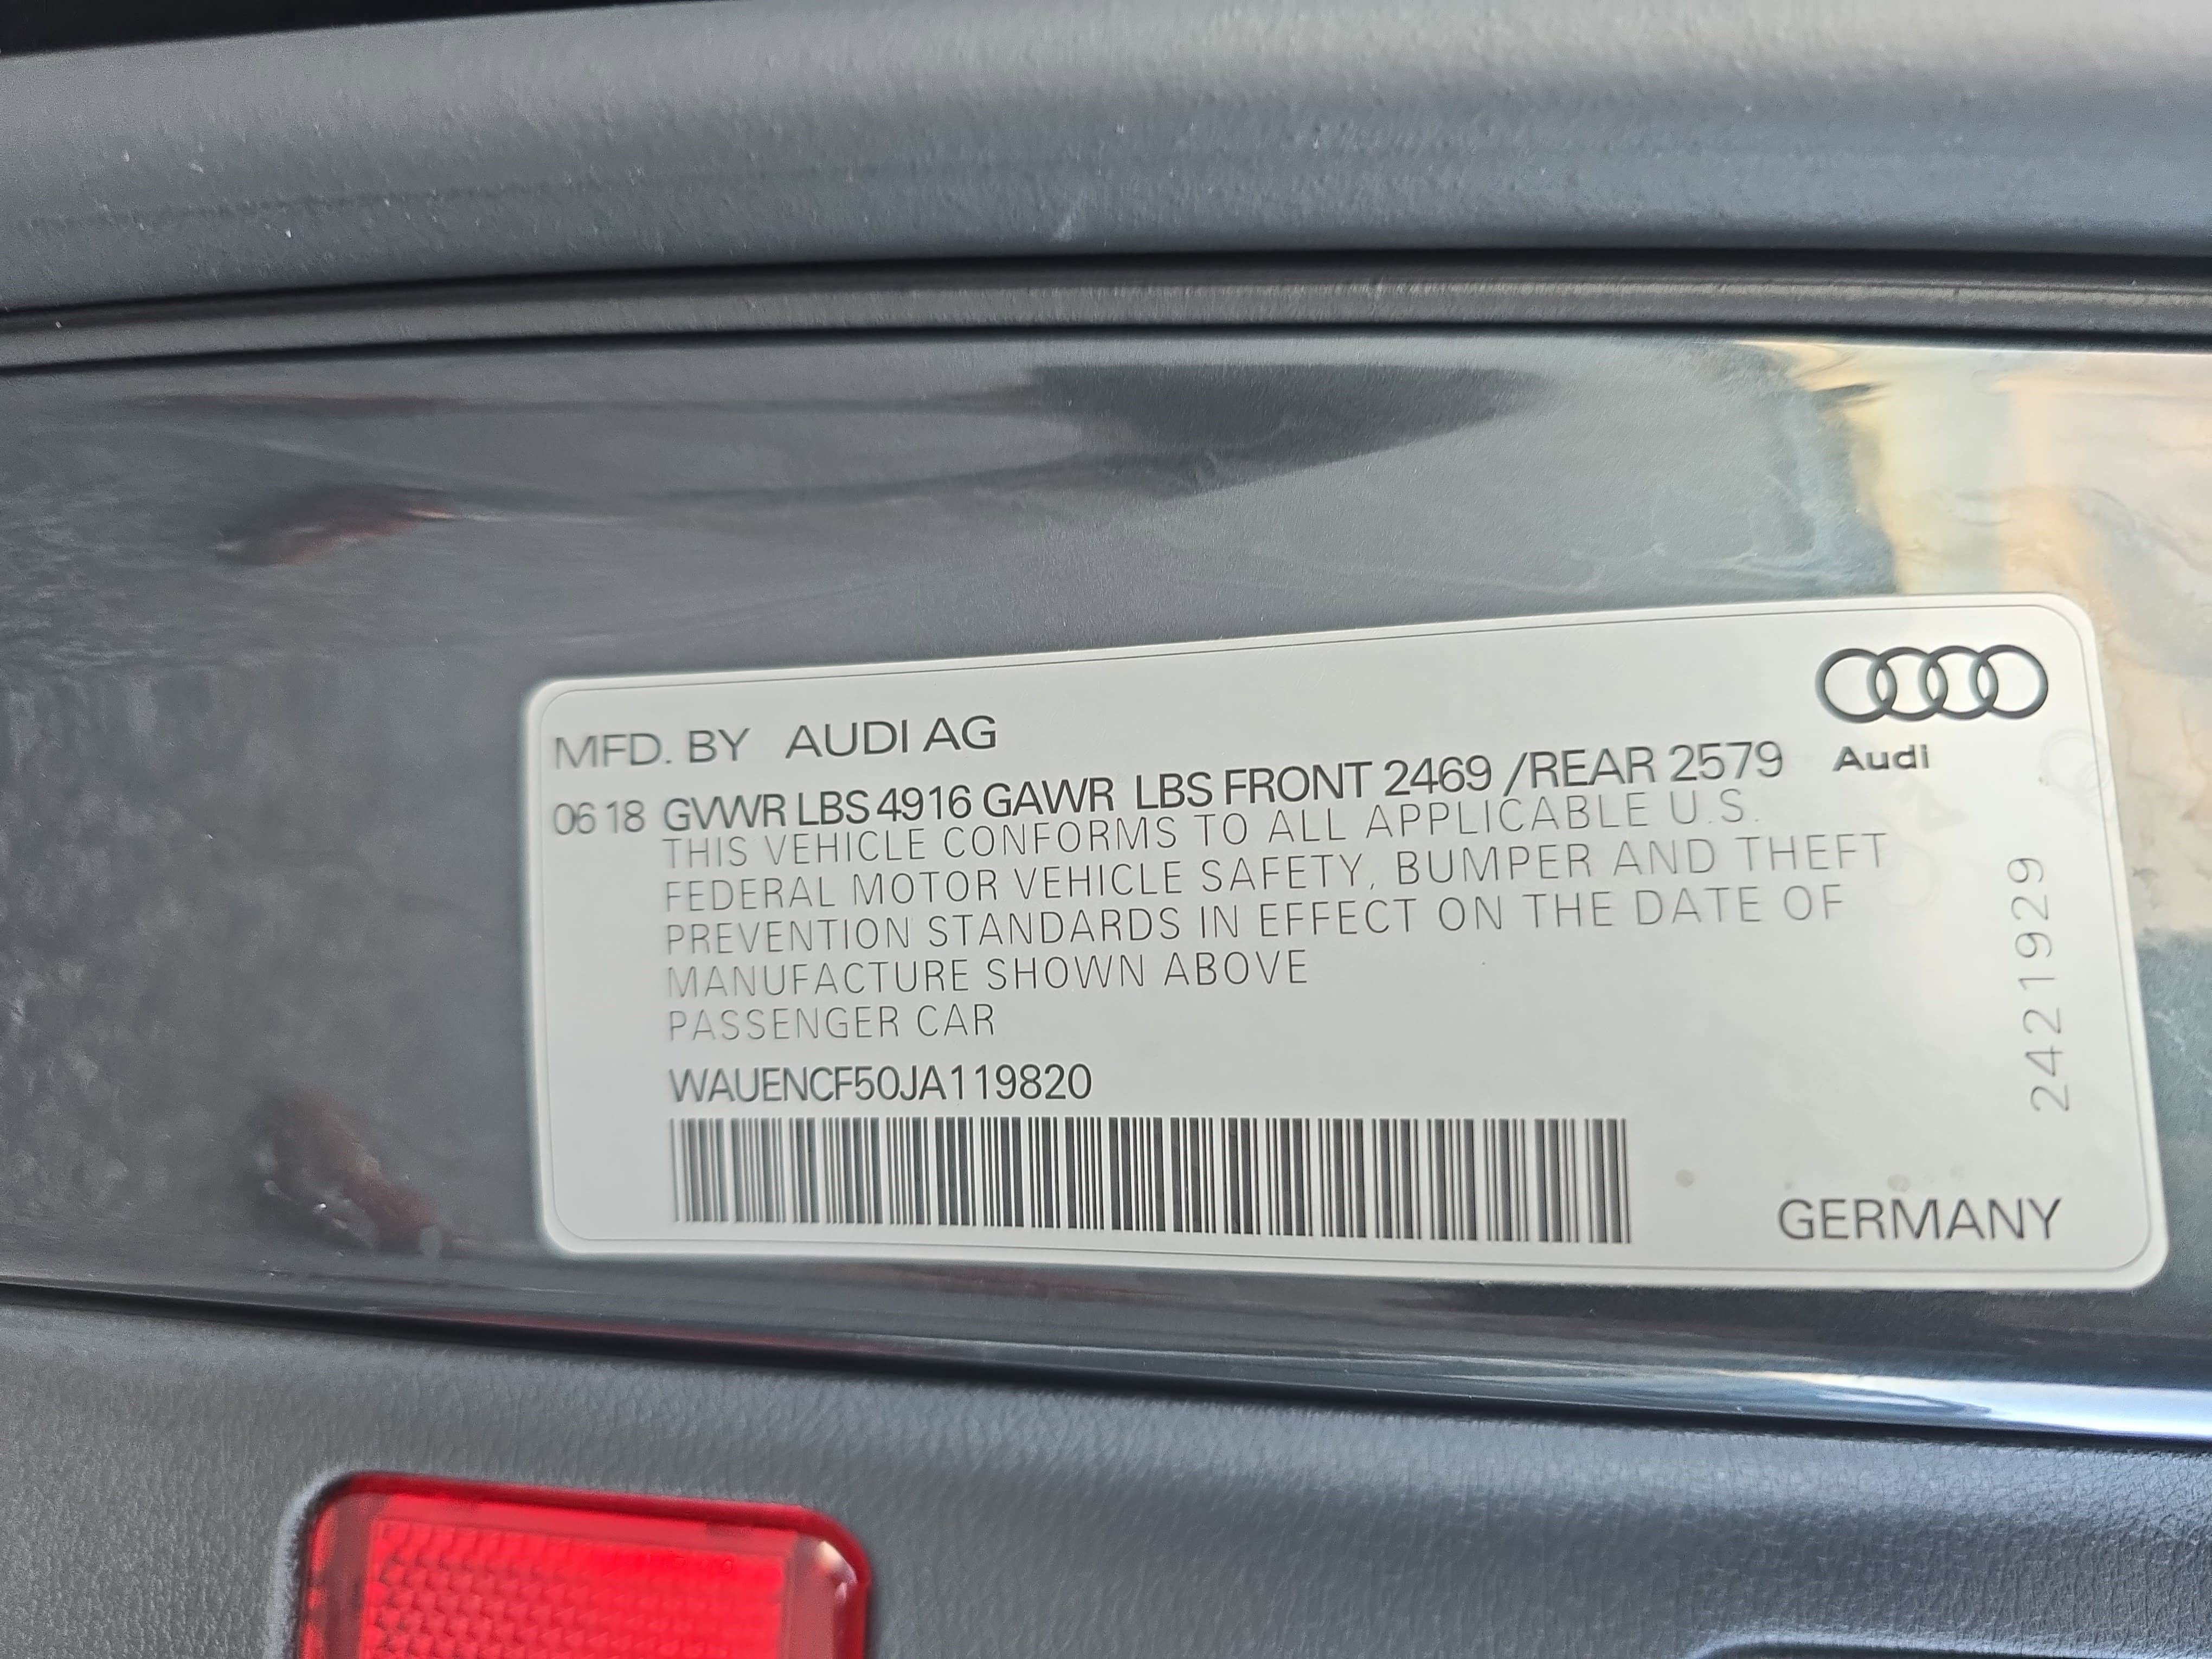 MFD. BY AUDI AG
Audi
06 18 GVWR LBS 4916 GAWR LBS FRONT 2469 /REAR 2579
THIS VEHICLE CONFORMS TO ALL APPLICABLE U.S.
FEDERAL MOTOR VEHICLE SAFETY, BUMPER AND THEFT
PREVENTION STANDARDS IN EFFECT ON THE DATE OF
MANUFACTURE SHOWN ABOVE
PASSENGER CAR
WAUENCF50JA119820
2421929
GERMANY